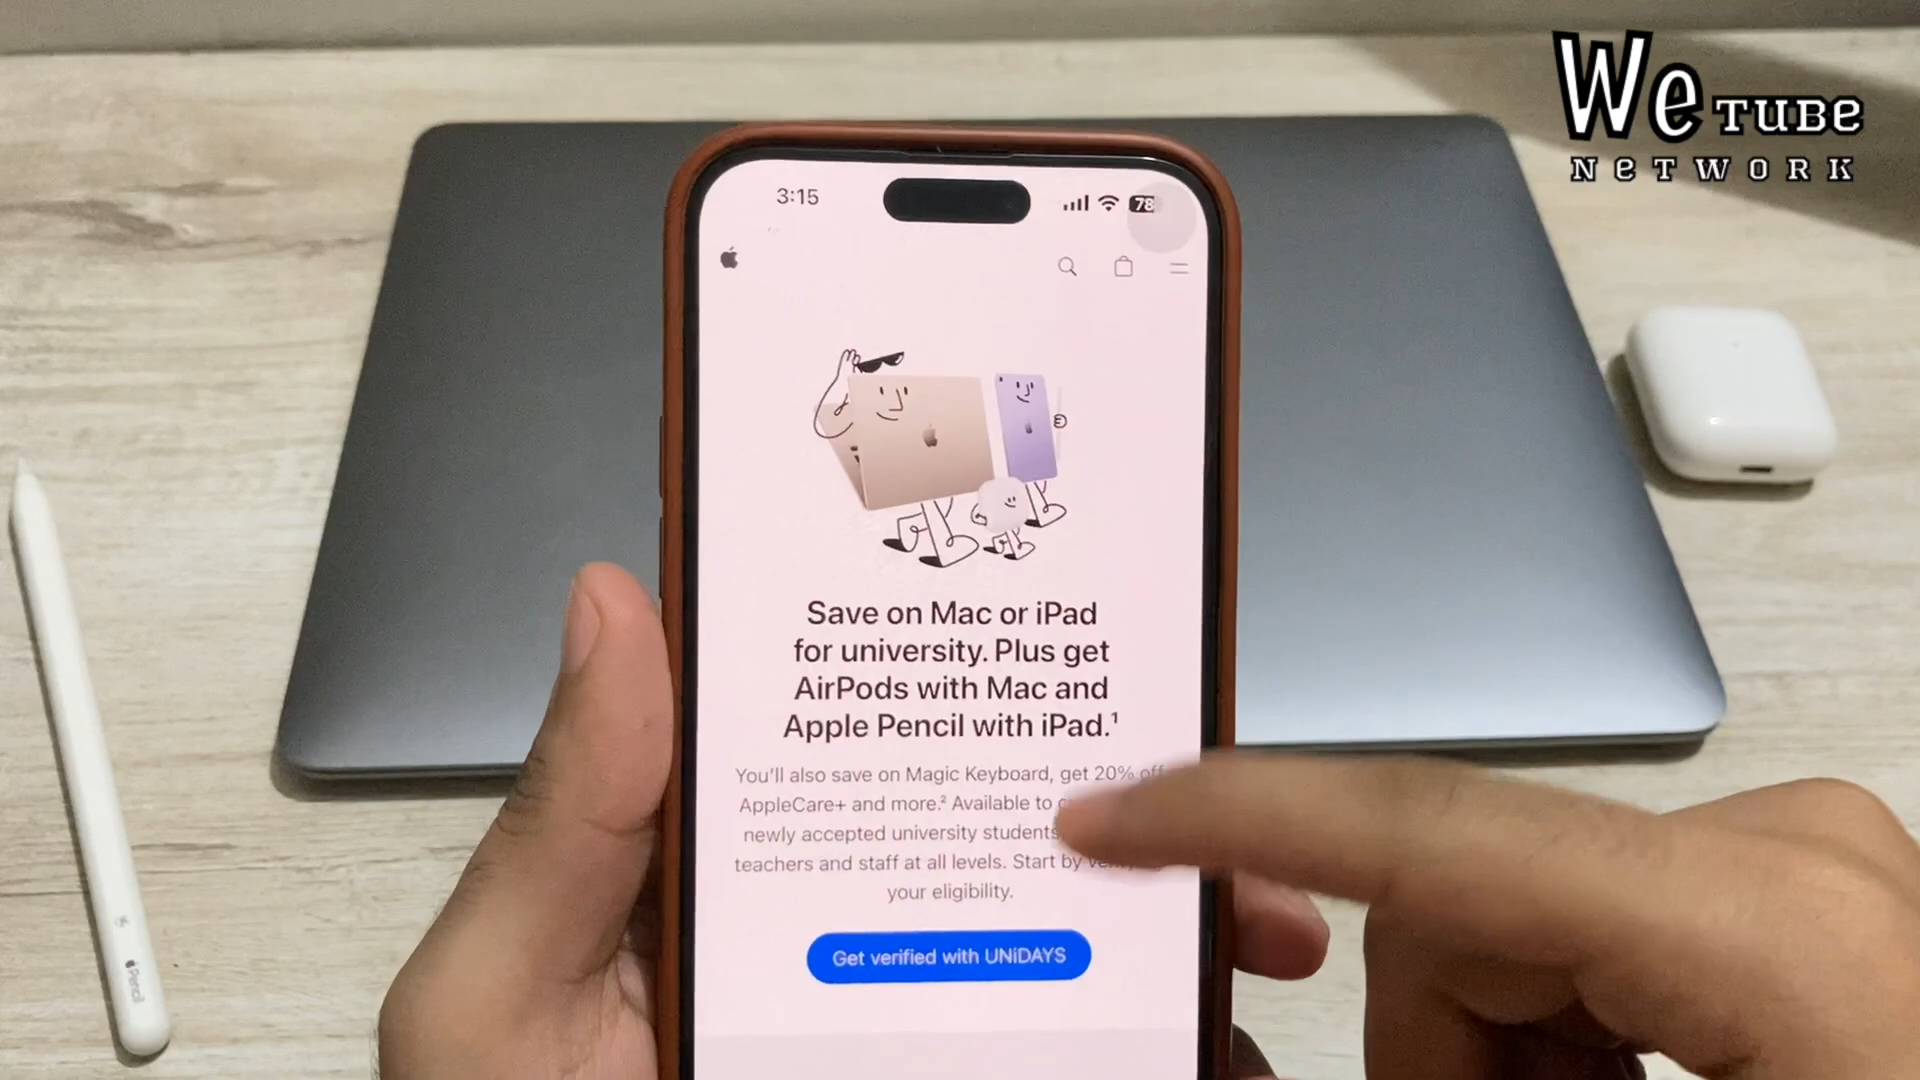 We TUBE
NeTWORK
3:15
78
Save on Mac or iPad
for university. Plus get
AirPods with Mac and
Apple Pencil with iPad.¹
You'll also save on Magic Keyboard, get 20% off
AppleCare+ and more.² Available to
newly accepted university students
teachers and staff at all levels. Start by
your eligibility.
Get verified with UNiDAYS
Pencil